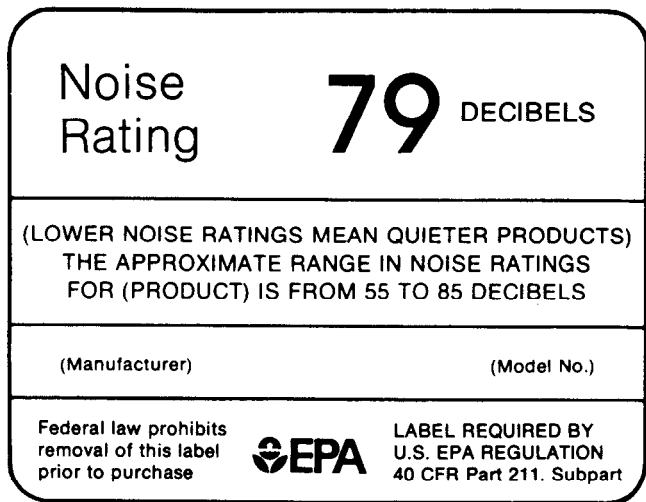 Noise
Rating
79 DECIBELS
(LOWER NOISE RATINGS MEAN QUIETER PRODUCTS)
THE APPROXIMATE RANGE IN NOISE RATINGS
FOR (PRODUCT) IS FROM 55 TO 85 DECIBELS
(Manufacturer) (Model No.)
Federal law prohibits
removal of this label
prior to purchase
EPA
LABEL REQUIRED BY
U.S. EPA REGULATION
40 CFR Part 211. Subpart